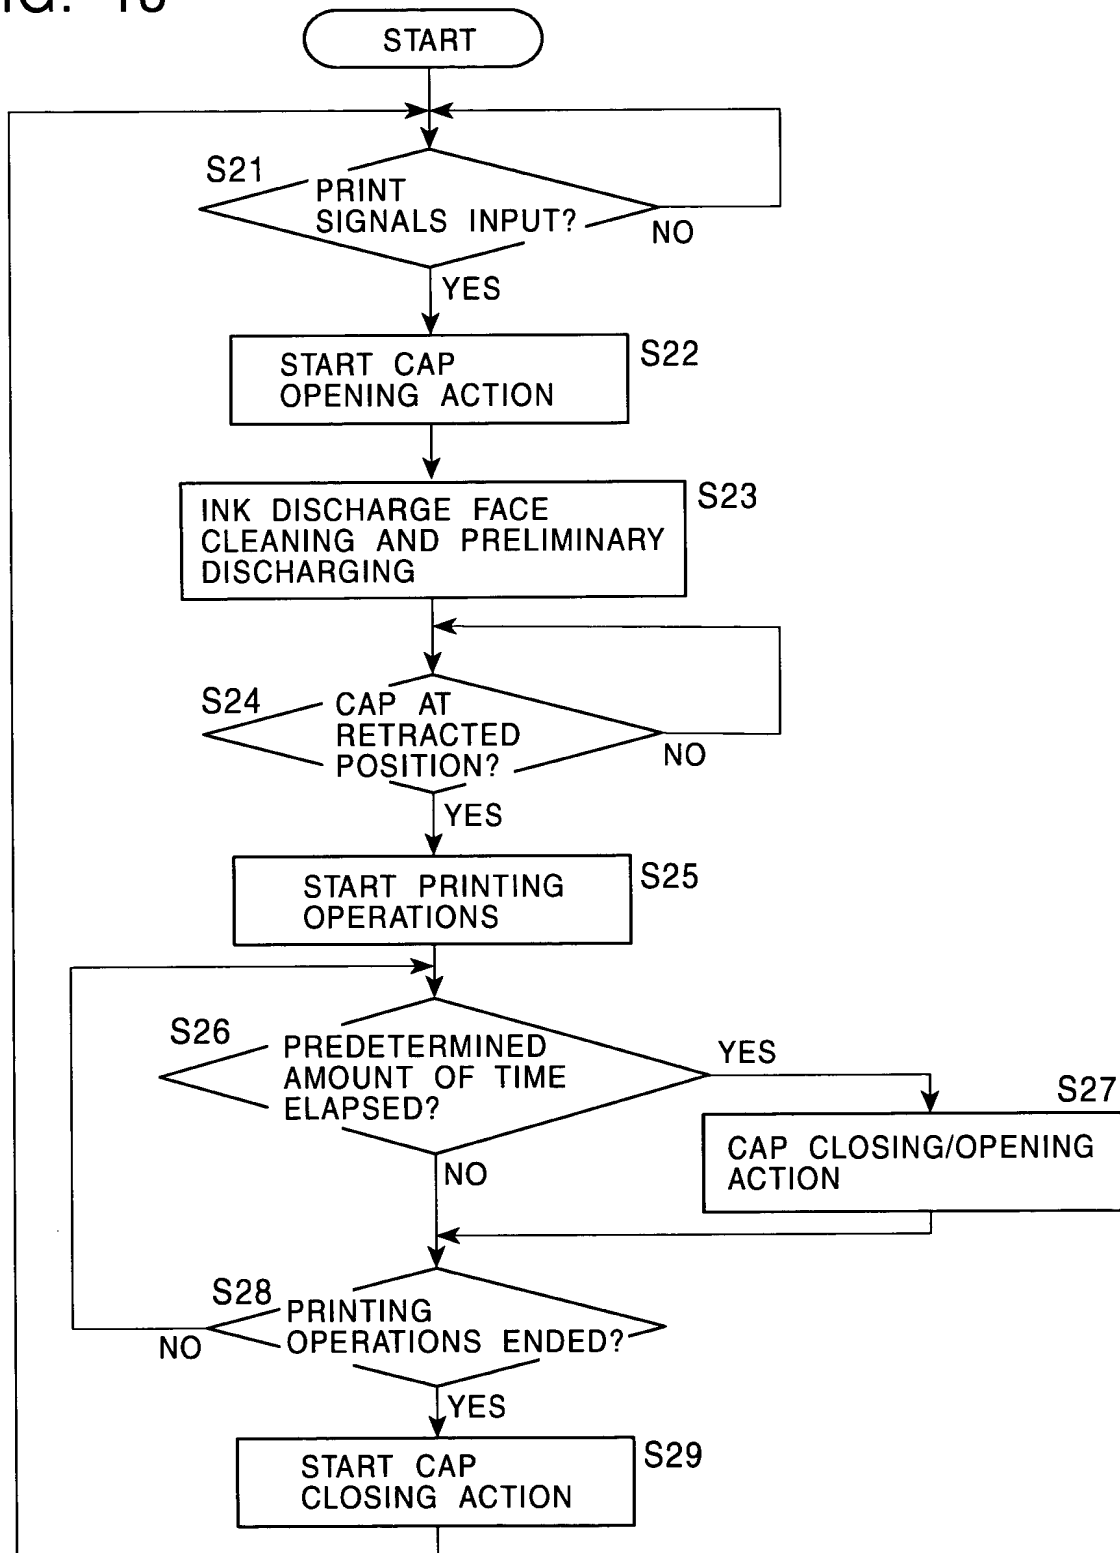 START
S21
PRINT
SIGNALS INPUT?
NO
YES
START CAP
OPENING ACTION
S22
INK DISCHARGE FACE
CLEANING AND PRELIMINARY
DISCHARGING
S23
S24
CAP AT
RETRACTED
POSITION?
NO
YES
START PRINTING
OPERATIONS
S25
S26
PREDETERMINED
AMOUNT OF TIME
ELAPSED?
YES
NO
S27
CAP CLOSING/OPENING
ACTION
S28
PRINTING
OPERATIONS ENDED?
NO
YES
START CAP
CLOSING ACTION
S29